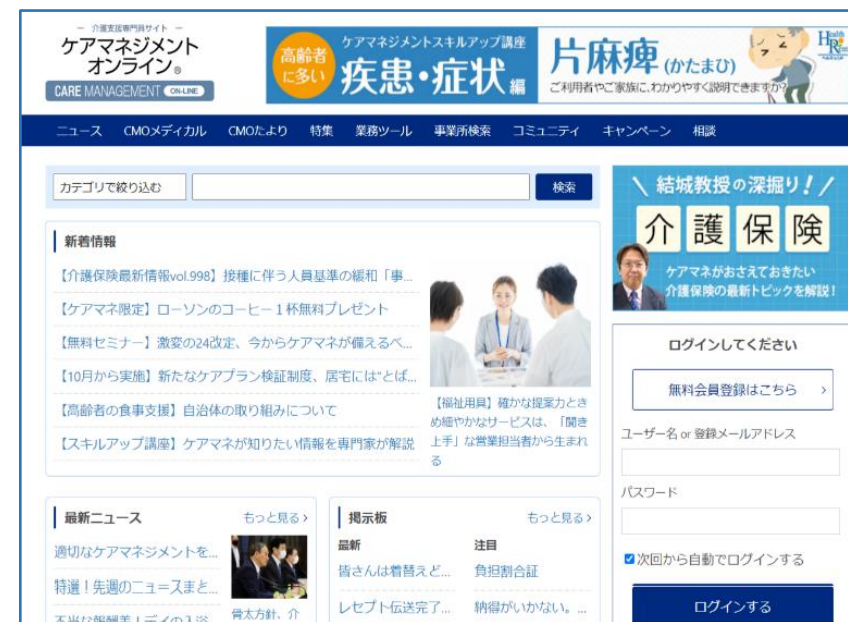 介護支援専門員サイト
ケアマネジメント
オンライン®
CARE MANAGEMENT ON-LINE
高齢者
に多い
ケアマネジメントスキルアップ講座
疾患・症状 編
片麻痺 (かたまひ)
ご利用者やご家族に、わかりやすく説明できますか?
ニュース CMOメディカル CMOたより 特集 業務ツール 事業所検索 コミュニティ キャンペーン 相談
カテゴリで絞り込む 検索
新着情報
【介護保険最新情報vol.998】接種に伴う人員基準の緩和「事...
【ケアマネ限定】ローソンのコーヒー1杯無料プレゼント
【無料セミナー】激変の24改定、今からケアマネが備えるべ...
【10月から実施】新たなケアプラン検証制度、居宅には“とば...
【高齢者の食事支援】自治体の取り組みについて
【スキルアップ講座】ケアマネが知りたい情報を専門家が解説
【福祉用具】確かな提案力とき
め細やかなサービスは、「聞き
上手」な営業担当者から生まれ
る
結城教授の深掘り!
介護保険
ケアマネがおさえておきたい
介護保険の最新トピックを解説!
ログインしてください
無料会員登録はこちら ›
ユーザー名 or 登録メールアドレス
パスワード
次回から自動でログインする
ログインする
最新ニュース もっと見る ›
適切なケアマネジメントを...
特選!先週のニュースまと...
骨太方針、介
掲示板 もっと見る ›
最新 注目
皆さんは着替えど... 負担割合証
レセプト伝送完了... 納得がいかない。...